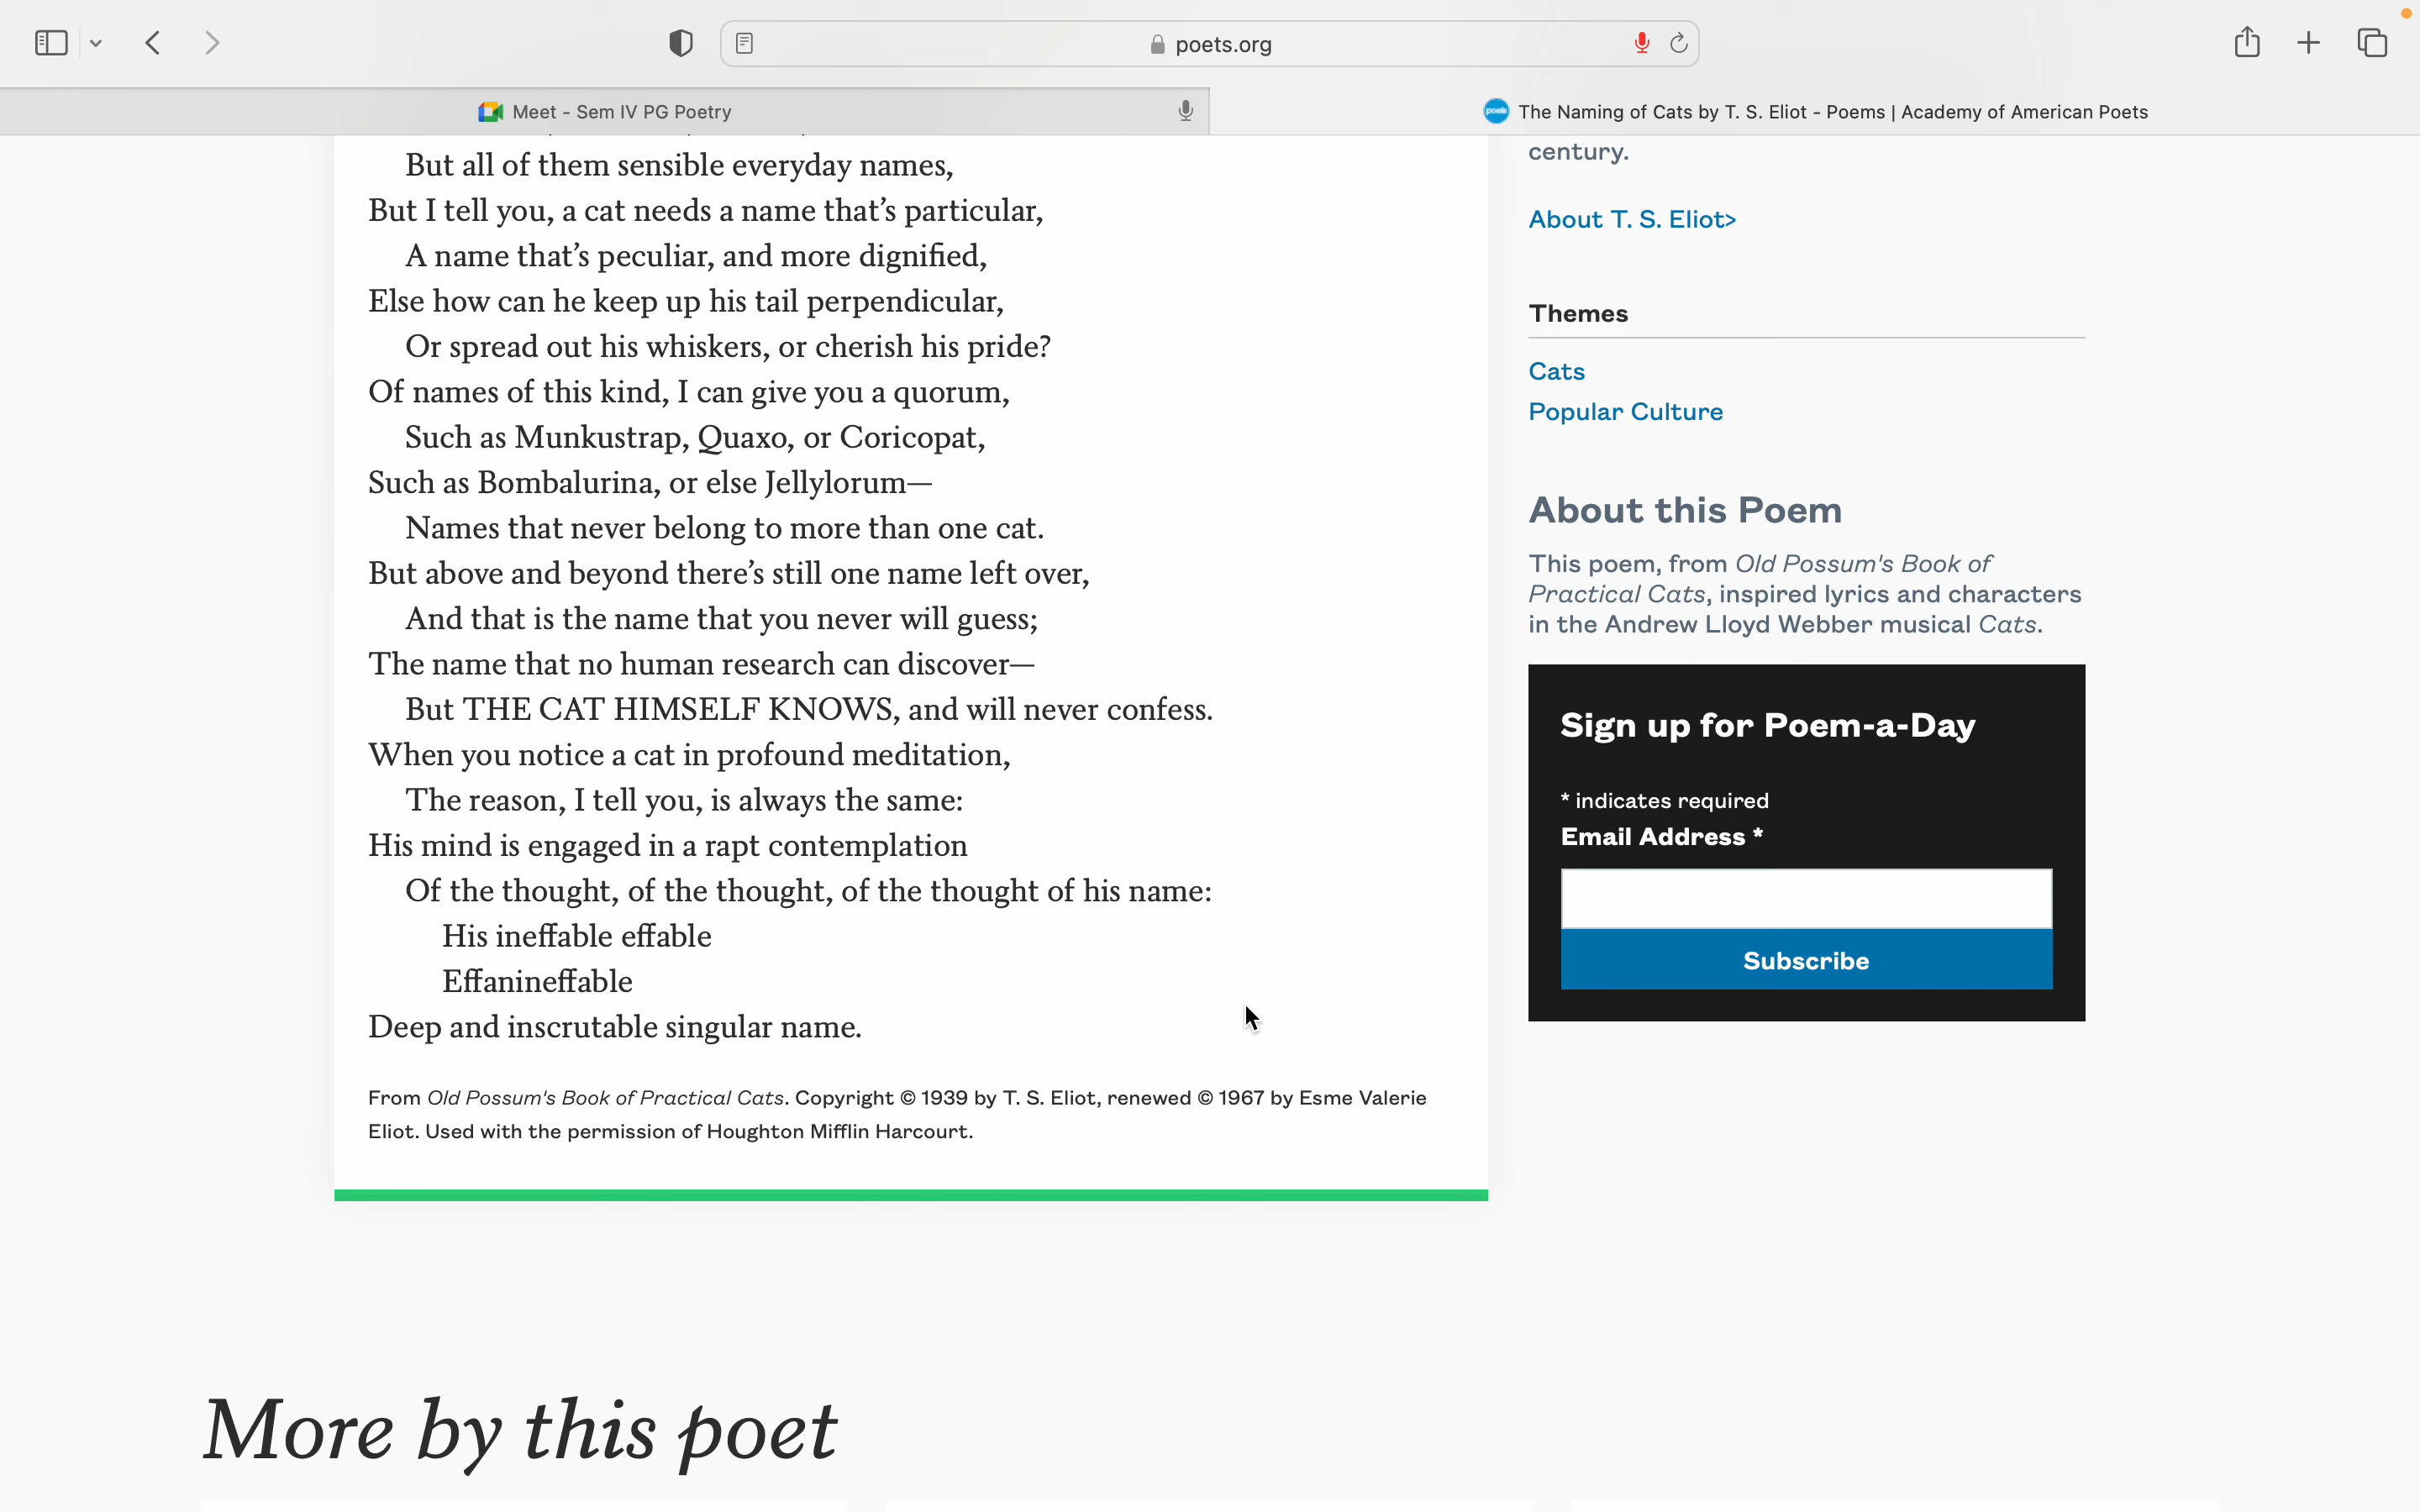 poets.org
Meet - Sem IV PG Poetry
The Naming of Cats by T. S. Eliot - Poems | Academy of American Poets
But all of them sensible everyday names,
But I tell you, a cat needs a name that's particular,
A name that's peculiar, and more dignified,
Else how can he keep up his tail perpendicular,
Or spread out his whiskers, or cherish his pride?
Of names of this kind, I can give you a quorum,
Such as Munkustrap, Quaxo, or Coricopat,
Such as Bombalurina, or else Jellylorum—
Names that never belong to more than one cat.
But above and beyond there's still one name left over,
And that is the name that you never will guess;
The name that no human research can discover—
But THE CAT HIMSELF KNOWS, and will never confess.
When you notice a cat in profound meditation,
The reason, I tell you, is always the same:
His mind is engaged in a rapt contemplation
Of the thought, of the thought, of the thought of his name:
His ineffable effable
Effanineffable
Deep and inscrutable singular name.
From Old Possum's Book of Practical Cats. Copyright © 1939 by T. S. Eliot, renewed © 1967 by Esme Valerie
Eliot. Used with the permission of Houghton Mifflin Harcourt.
century.
About T. S. Eliot>
Themes
Cats
Popular Culture
About this Poem
This poem, from Old Possum's Book of
Practical Cats, inspired lyrics and characters
in the Andrew Lloyd Webber musical Cats.
Sign up for Poem-a-Day
* indicates required
Email Address *
Subscribe
More by this poet